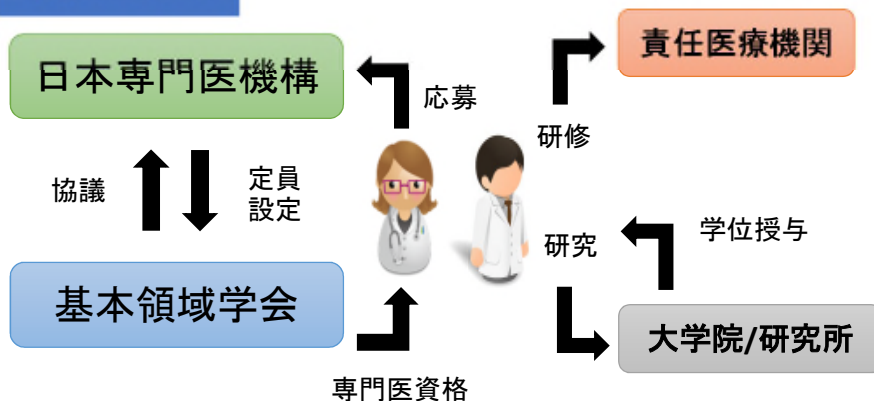 日本専門医機構
応募
責任医療機関
研修
協議
定員
設定
研究
学位授与
基本領域学会
大学院/研究所
専門医資格